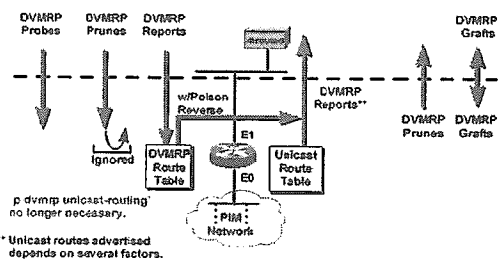 DVMRP
Probes
DVMRP
Prunes
DVMRP
Reports
DVMRP
Grafts
w/Poison
Reverse
DVMRP
Reports**
DVMRP
Prunes
DVMRP
Grafts
Ignored
E1
DVMRP
Route
Table
Unicast
Route
Table
E0
PIM
Network
p dvmrp unicast-routing'
no longer necessary.
* Unicast routes advertised
depends on several factors.